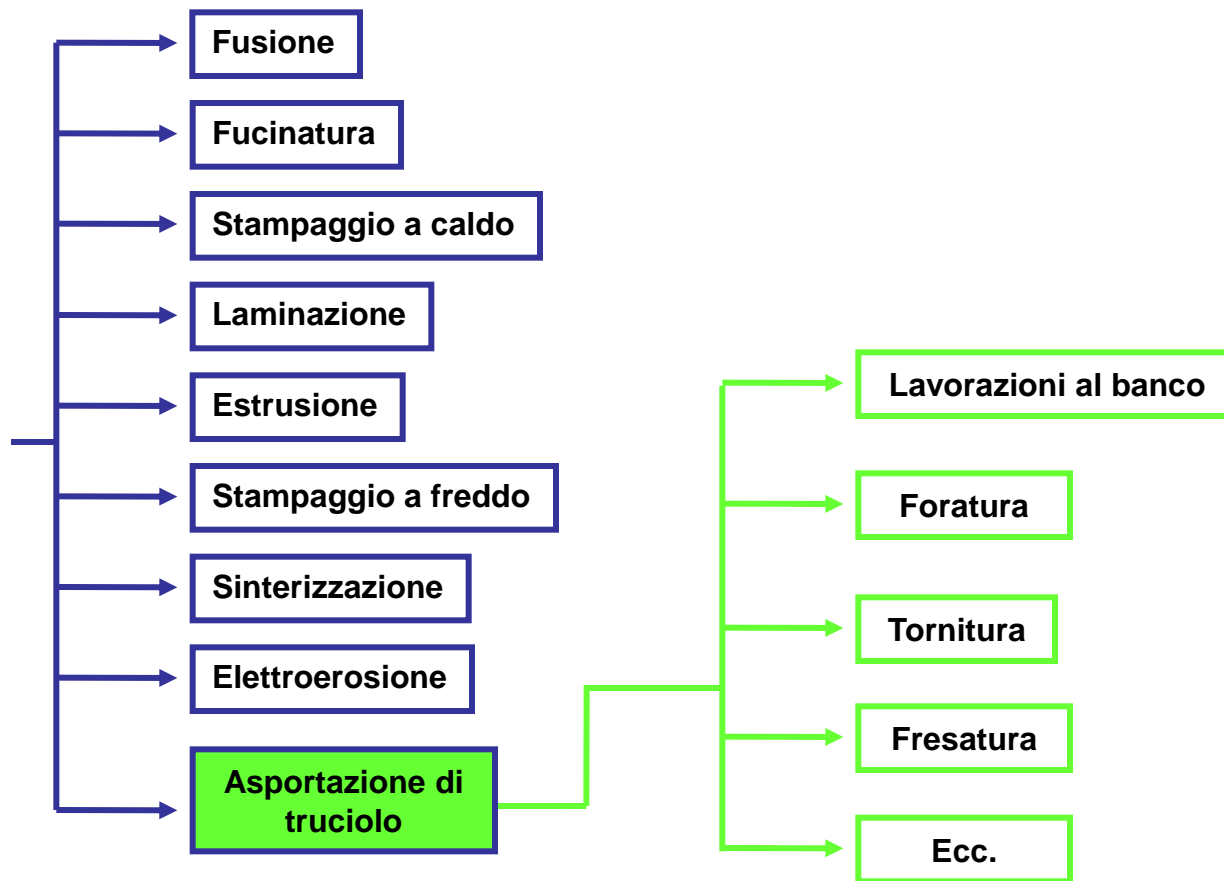 Fusione
Fucinatura
Stampaggio a caldo
Laminazione
Estrusione
Stampaggio a freddo
Sinterizzazione
Elettroerosione
Asportazione di
truciolo
Lavorazioni al banco
Foratura
Tornitura
Fresatura
Ecc.